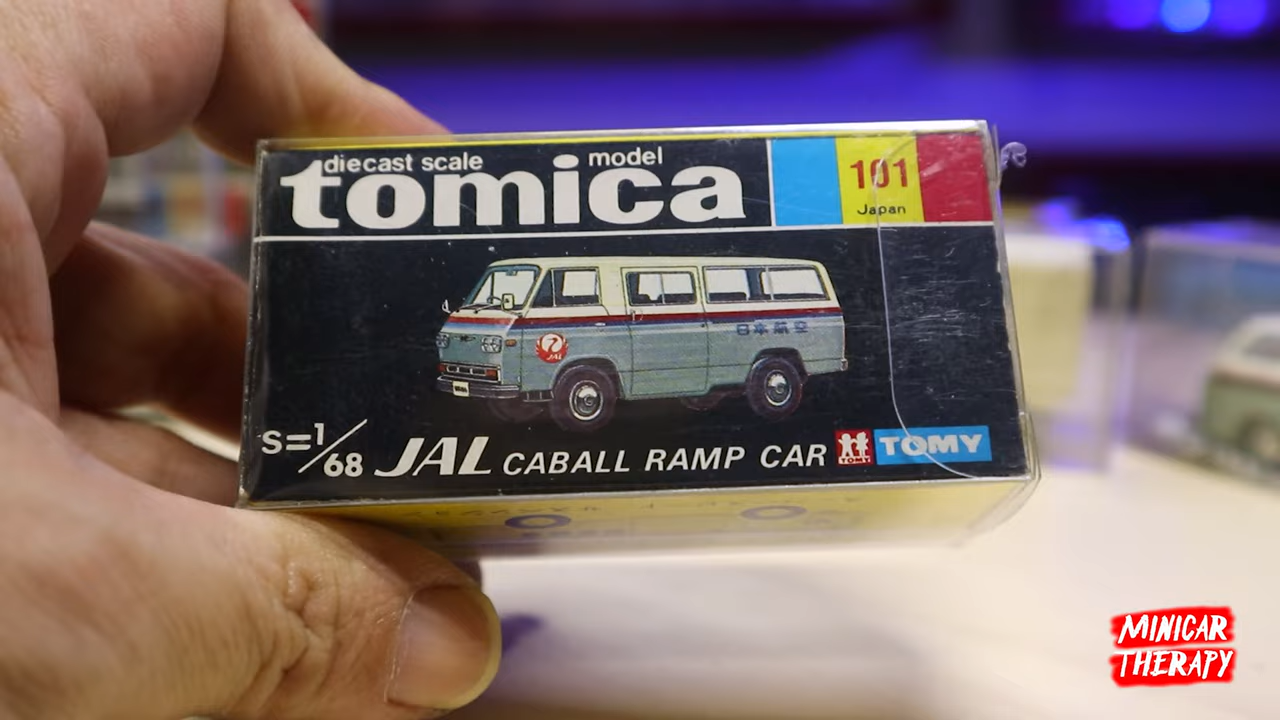 diecast scale model
tomica
101
Japan
JAL
日本航空
S=1/68 JAL CABALL RAMP CAR TOMY TOMY
MINICAR
THERAPY